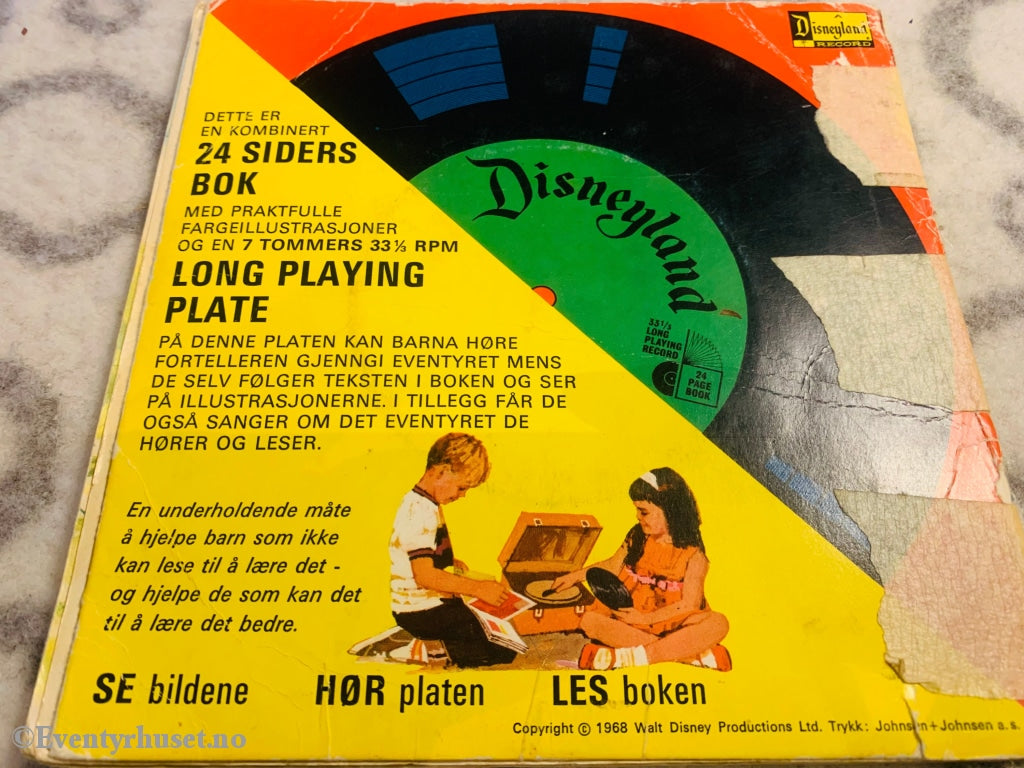 Disneyland
RECORD
DETTE ER
EN KOMBINERT
24 SIDERS
BOK
MED PRAKTFULLE
FARGEILLUSTRASJONER
OG EN 7 TOMMERS 33⅓ RPM
LONG PLAYING
PLATE
PÅ DENNE PLATEN KAN BARNA HØRE
FORTELLEREN GJENNGI EVENTYRET MENS
DE SELV FØLGER TEKSTEN I BOKEN OG SER
PÅ ILLUSTRASJONERNE. I TILLEGG FÅR DE
OGSÅ SANGER OM DET EVENTYRET DE
HØRER OG LESER.
Disneyland
33 1/3
LONG
PLAYING
RECORD
24
PAGE
BOOK
En underholdende måte
å hjelpe barn som ikke
kan lese til å lære det -
og hjelpe de som kan det
til å lære det bedre.
SE bildene HØR platen LES boken
Copyright © 1968 Walt Disney Productions Ltd. Trykk: Johnsen+Johnsen a.s.
©Eventyrhuset.no